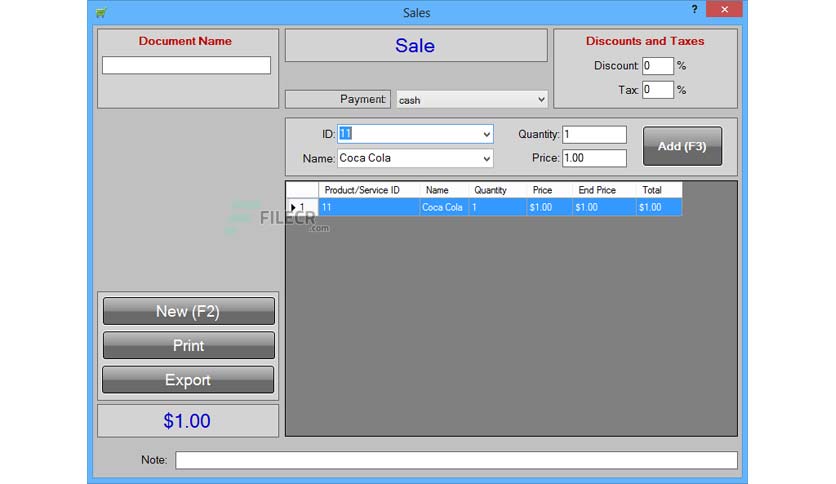 Sales
? x
Document Name
Sale
Payment: cash
Discounts and Taxes
Discount: 0 %
Tax: 0 %
ID: 11
Name: Coca Cola
Quantity: 1
Price: 1.00
Add (F3)
Product/Service ID Name Quantity Price End Price Total
1 11 Coca Cola 1 $1.00 $1.00 $1.00
FILECR
.com
New (F2)
Print
Export
$1.00
Note: